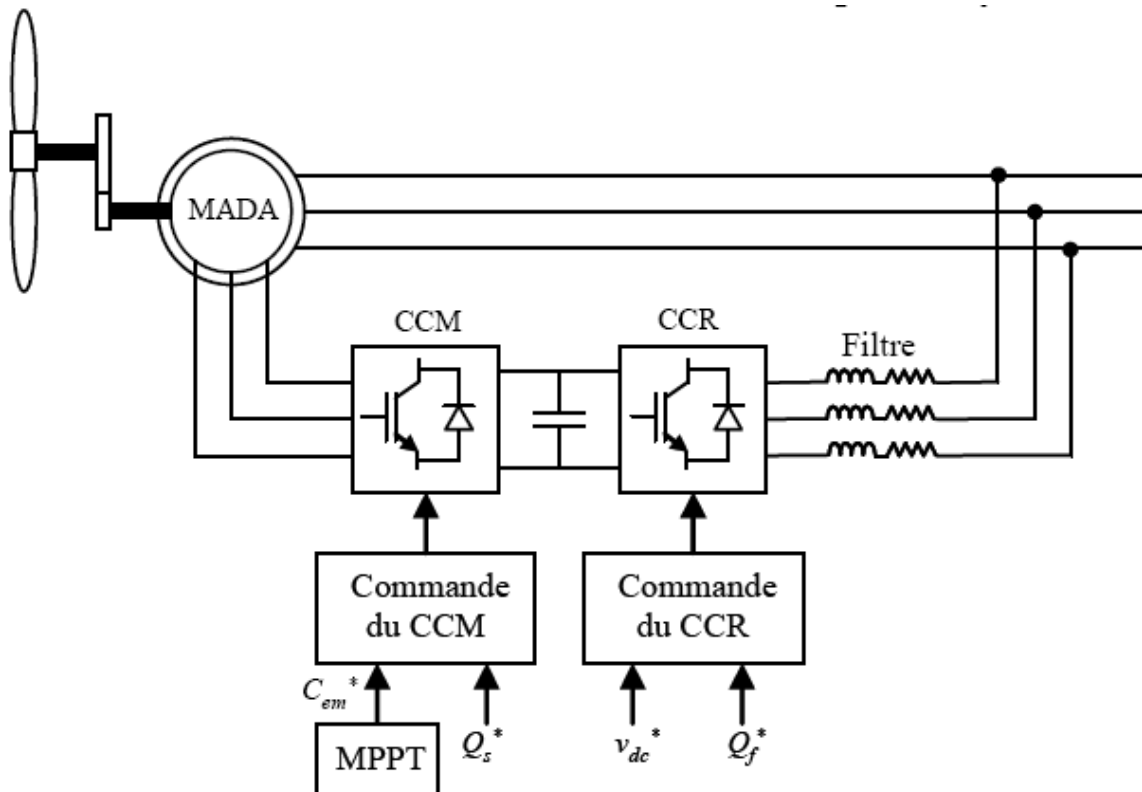 MADA
CCM
CCR
Filtre
Commande
du CCM
Commande
du CCR
C_em*
MPPT
Q_s*
v_dc*
Q_f*